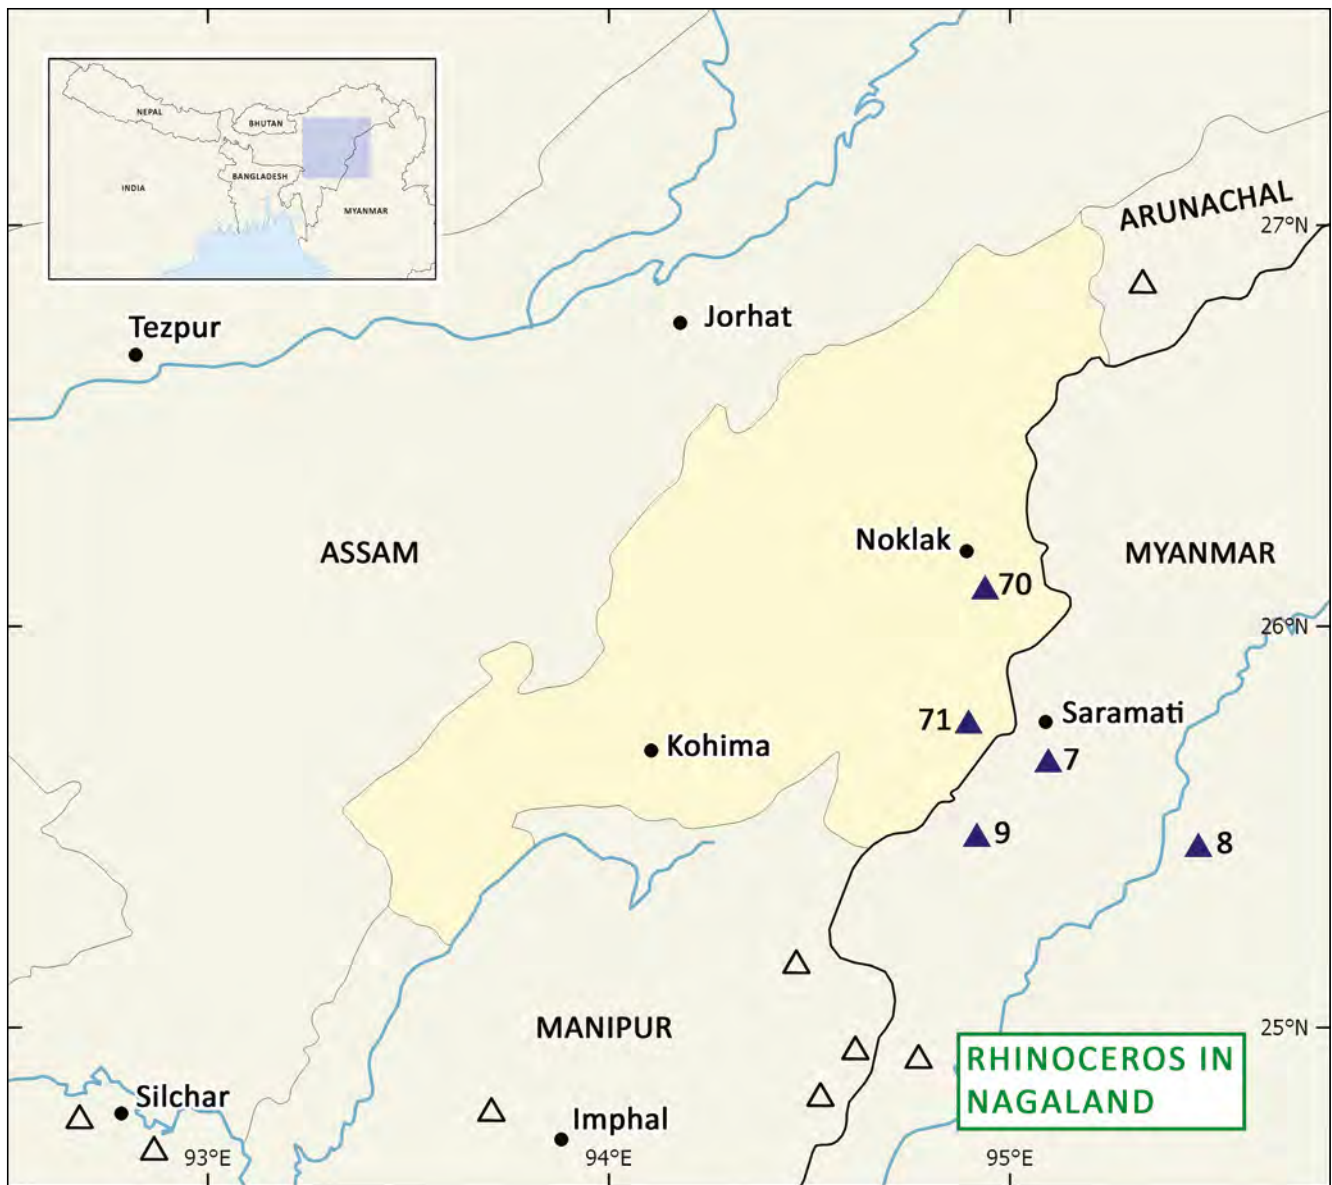 NEPAL
BHUTAN
INDIA
BANGLADESH
MYANMAR
ARUNACHAL
27°N
Tezpur
Jorhat
ASSAM
Noklak
MYANMAR
70
26°N
71
Saramati
Kohima
7
9
8
MANIPUR
25°N
RHINOCEROS IN
NAGALAND
Silchar
Imphal
93°E
94°E
95°E